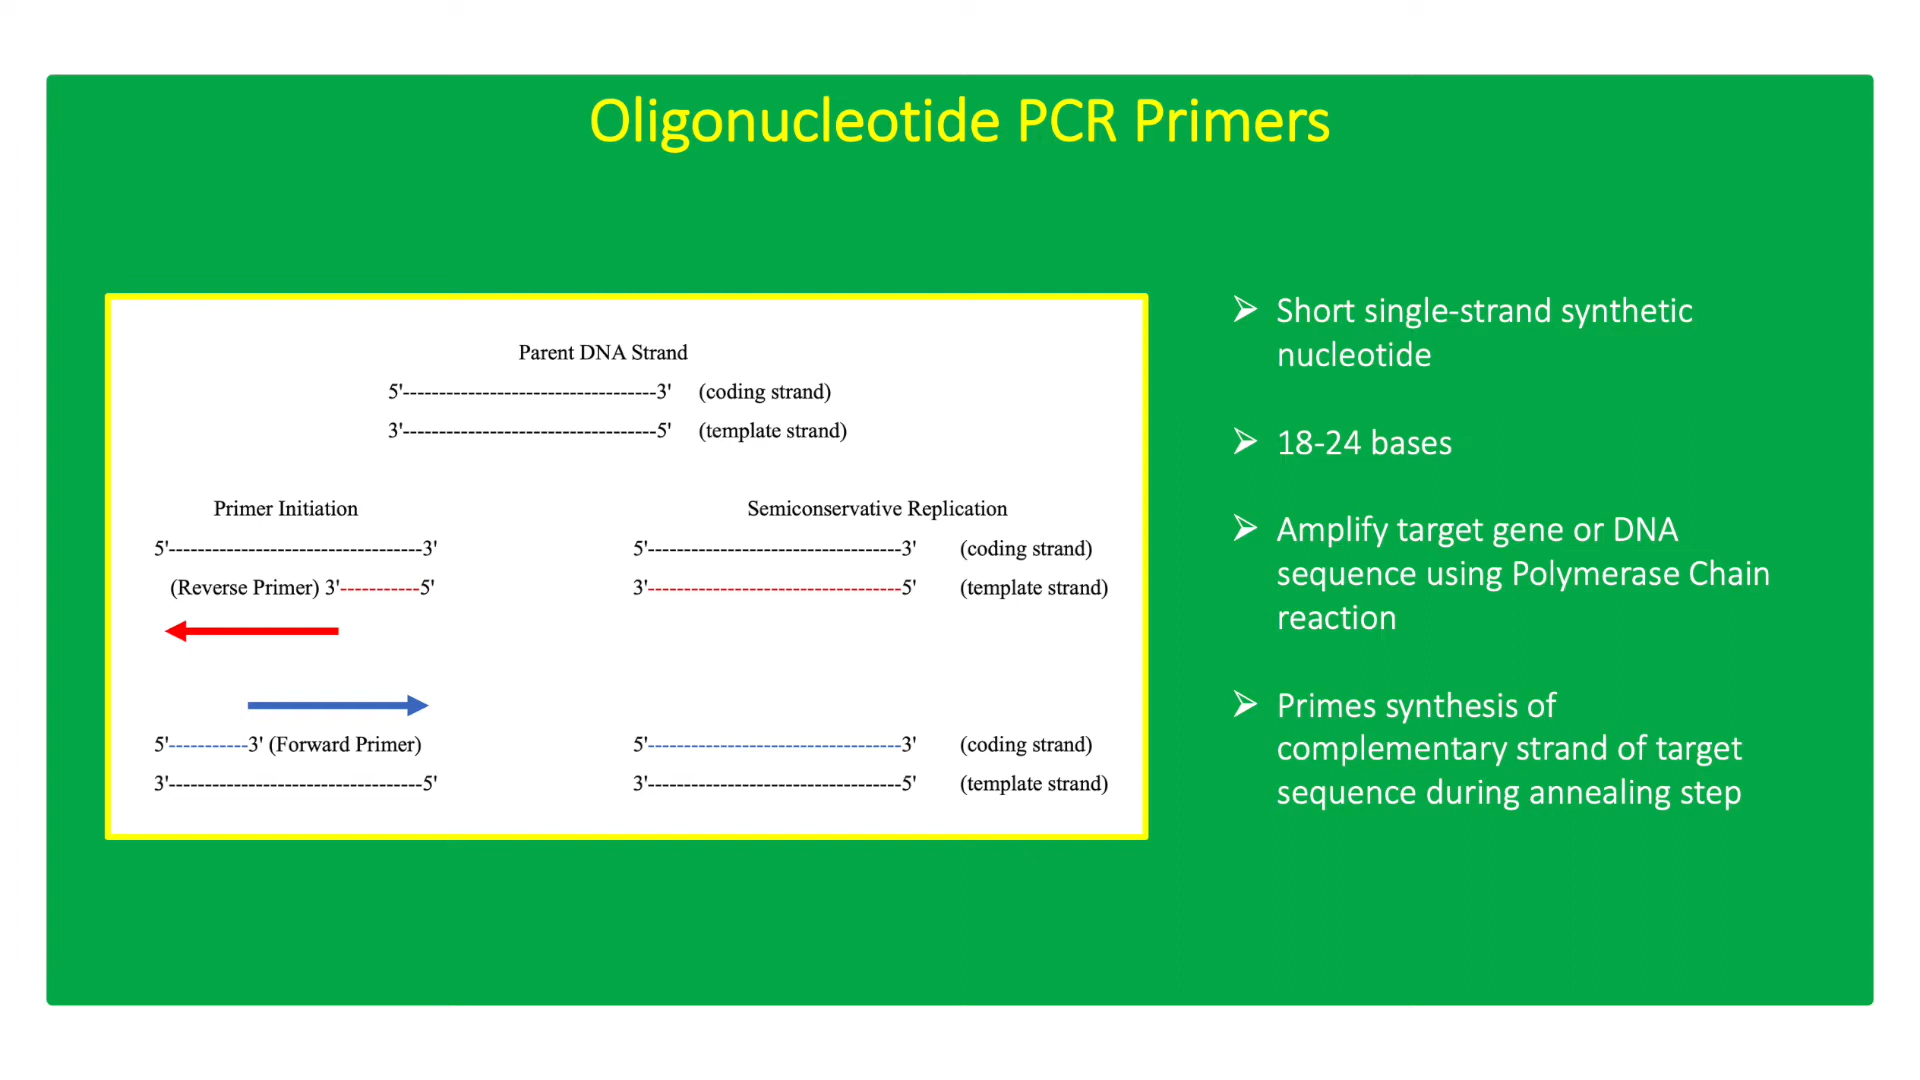 Oligonucleotide PCR Primers
Parent DNA Strand
5'-----------------------------------3' (coding strand)
3'-----------------------------------5' (template strand)
Primer Initiation
5'-----------------------------------3'
(Reverse Primer) 3'-----------5'
5'-----------3' (Forward Primer)
3'-----------------------------------5'
Semiconservative Replication
5'-----------------------------------3' (coding strand)
3'-----------------------------------5' (template strand)
5'-----------------------------------3' (coding strand)
3'-----------------------------------5' (template strand)
➢ Short single-strand synthetic
nucleotide
➢ 18-24 bases
➢ Amplify target gene or DNA
sequence using Polymerase Chain
reaction
➢ Primes synthesis of
complementary strand of target
sequence during annealing step